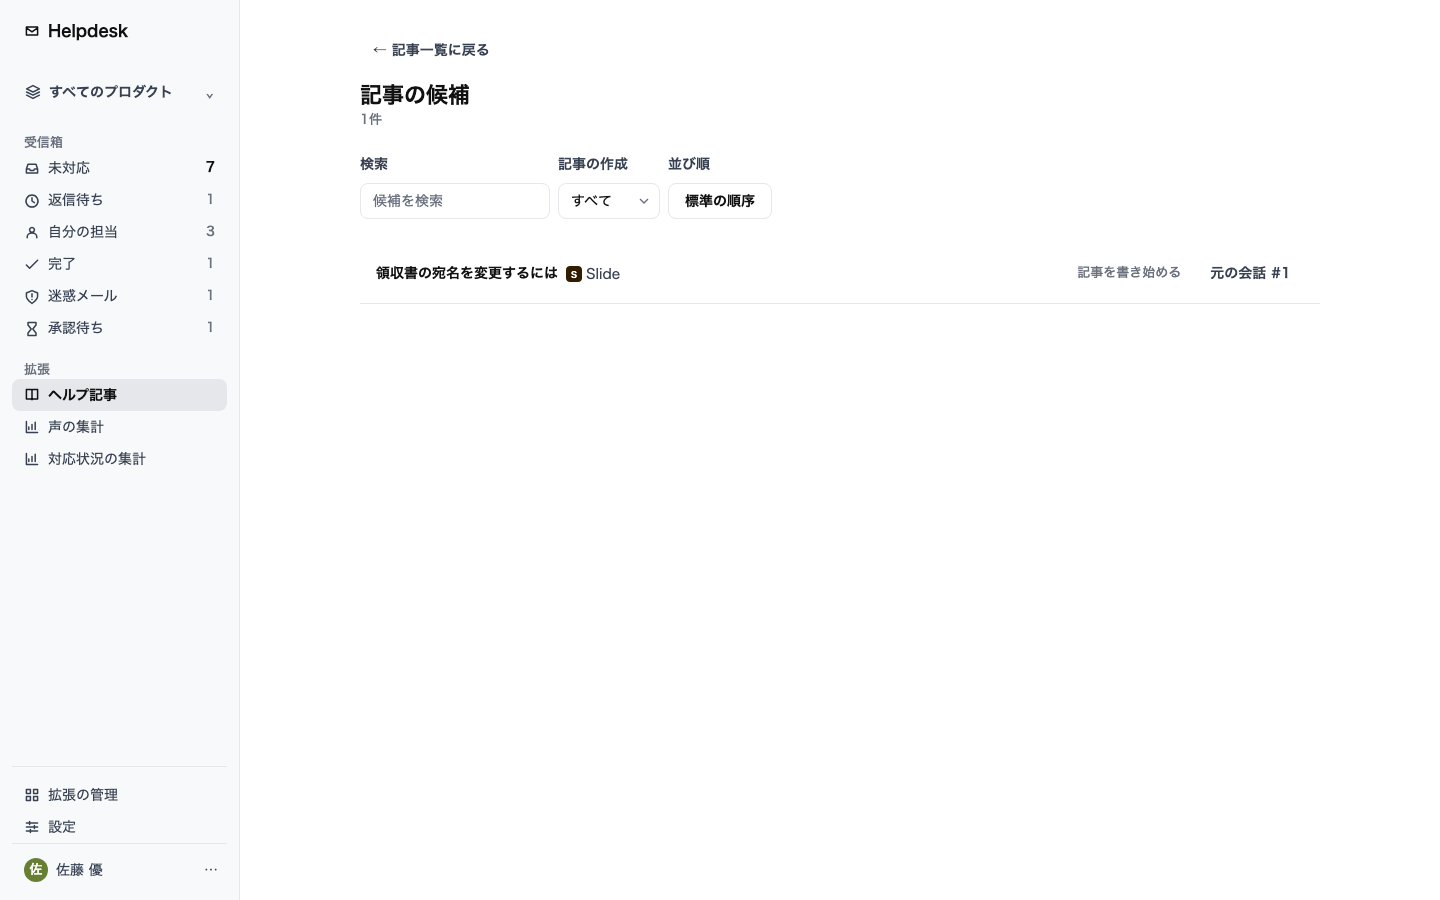 Helpdesk
すべてのプロダクト
受信箱
未対応 7
返信待ち 1
自分の担当 3
完了 1
迷惑メール 1
承認待ち 1
拡張
ヘルプ記事
声の集計
対応状況の集計
拡張の管理
設定
佐 佐藤 優 …
← 記事一覧に戻る
記事の候補
1件
検索 記事の作成 並び順
候補を検索 すべて 標準の順序
領収書の宛名を変更するには S Slide 記事を書き始める 元の会話 #1